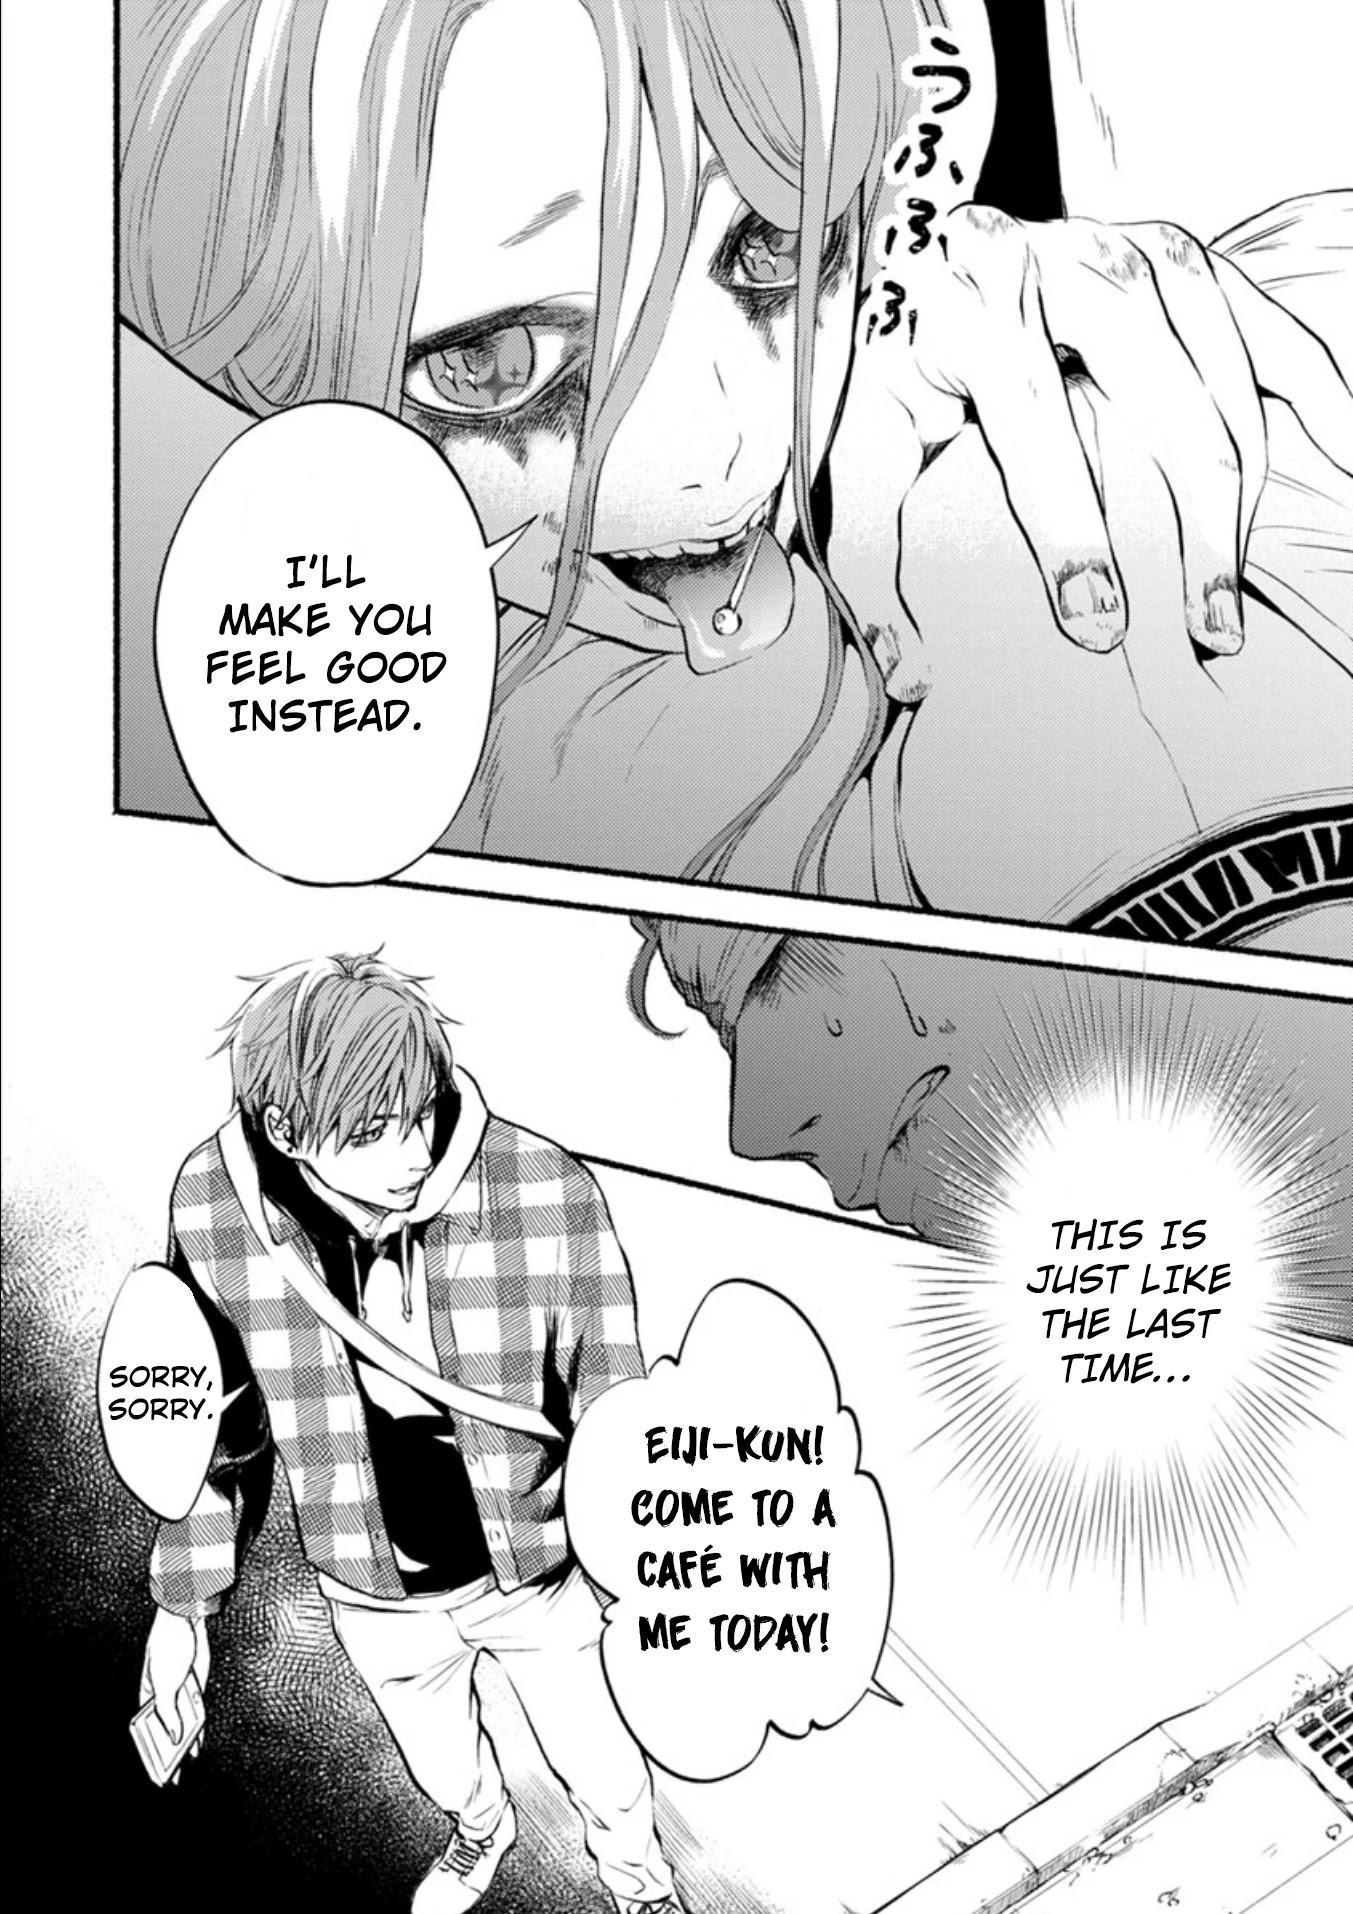 うふふふふ
I'LL
MAKE YOU
FEEL GOOD
INSTEAD.
THIS IS
JUST LIKE
THE LAST
TIME...
EIJI-KUN!
COME TO A
CAFÉ WITH
ME TODAY!
SORRY,
SORRY.